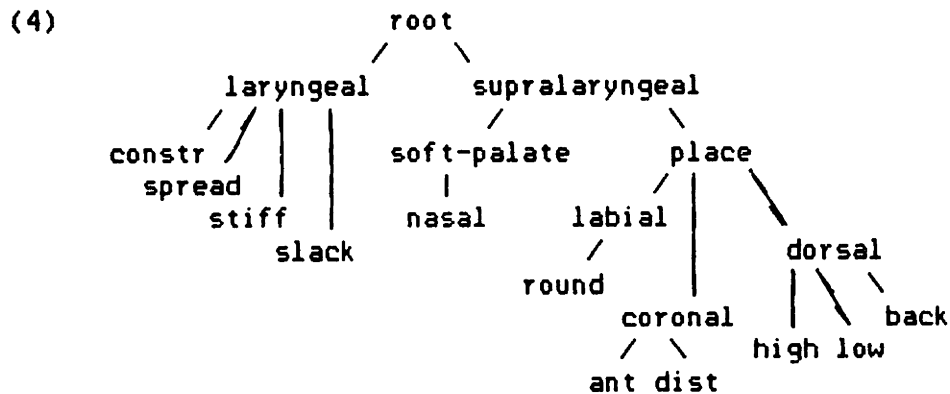 (4) root
laryngeal supralaryngeal
constr soft-palate place
spread
stiff nasal labial
slack dorsal
round
coronal back
high low
ant dist